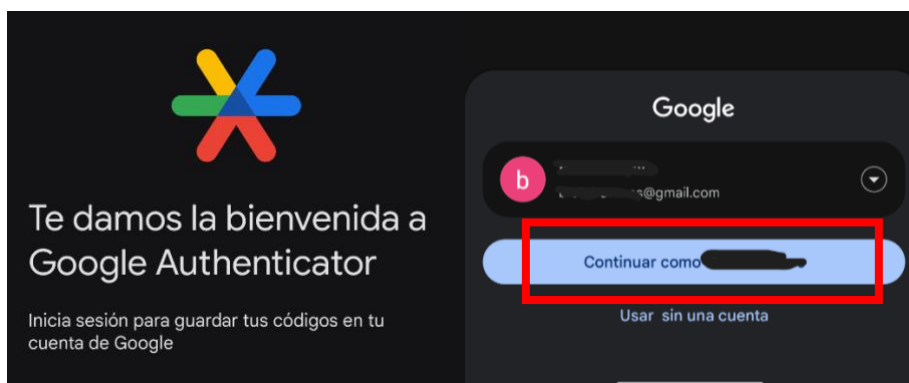 Te damos la bienvenida a
Google Authenticator
Inicia sesión para guardar tus códigos en tu
cuenta de Google
Google
b
s@gmail.com
Continuar como
Usar sin una cuenta